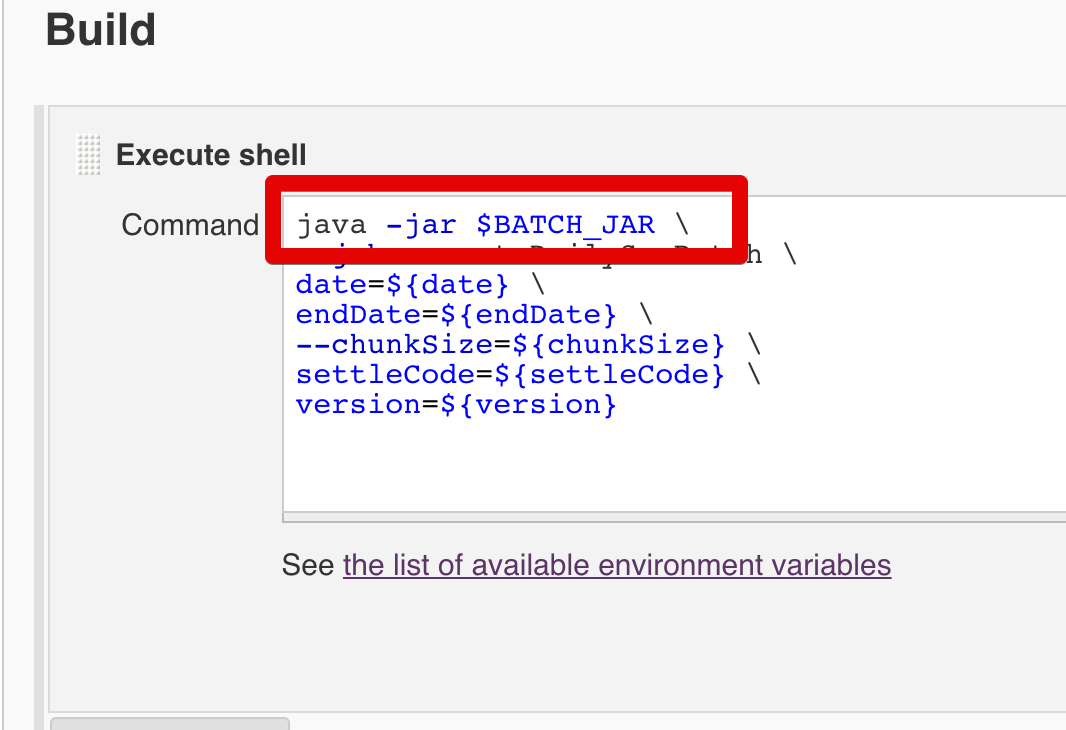 Build
Execute shell
Command
java -jar $BATCH_JAR \
\
date=${date} \
endDate=${endDate} \
--chunkSize=${chunkSize} \
settleCode=${settleCode} \
version=${version}
See the list of available environment variables